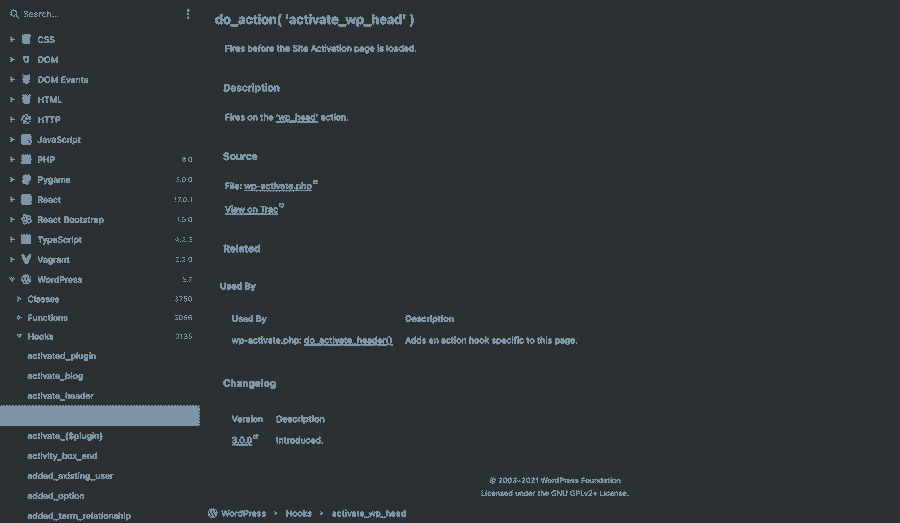 Search...
CSS
DOM
DOM Events
HTML
HTTP
JavaScript
PHP 8.0
Pygame 2.0.0
React 17.0.1
React Bootstrap 1.5.0
TypeScript 4.2.3
Vagrant 2.2.0
WordPress 5.7
Classes
Functions
Hooks 2135
activated_plugin
activate_blog
activate_header
activate_{$plugin}
activity_box_end
added_existing_user
added_option
added_term_relationship
do_action( 'activate_wp_head' )
Fires before the Site Activation page is loaded.
Description
Fires on the 'wp_head' action.
Source
File: wp-activate.php
View on Trac
Related
Used By
Used By Description
wp-activate.php: do_activate_header() Adds an action hook specific to this page.
Changelog
Version Description
3.0.0 Introduced.
© 2003–2021 WordPress Foundation
Licensed under the GNU GPLv2+ License.
WordPress > Hooks > activate_wp_head